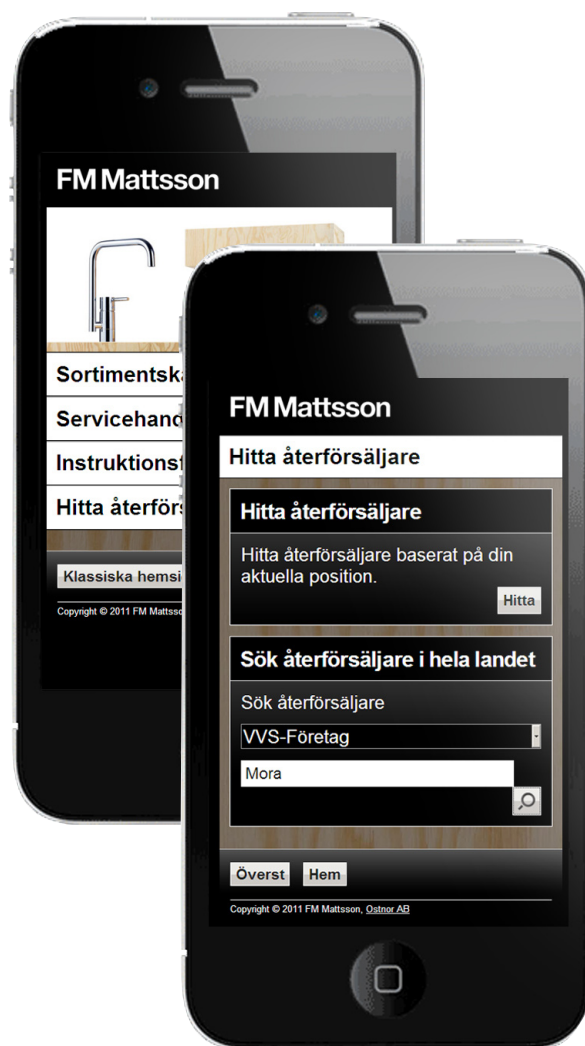 FM Mattsson
Sortimentska
Servicehand
Instruktionsf
Hitta återförs
Klassiska hemsi
Copyright © 2011 FM Mattsso
FM Mattsson
Hitta återförsäljare
Hitta återförsäljare
Hitta återförsäljare baserat på din
aktuella position.
Hitta
Sök återförsäljare i hela landet
Sök återförsäljare
VVS-Företag
Mora
Överst Hem
Copyright © 2011 FM Mattsson, Ostnor AB